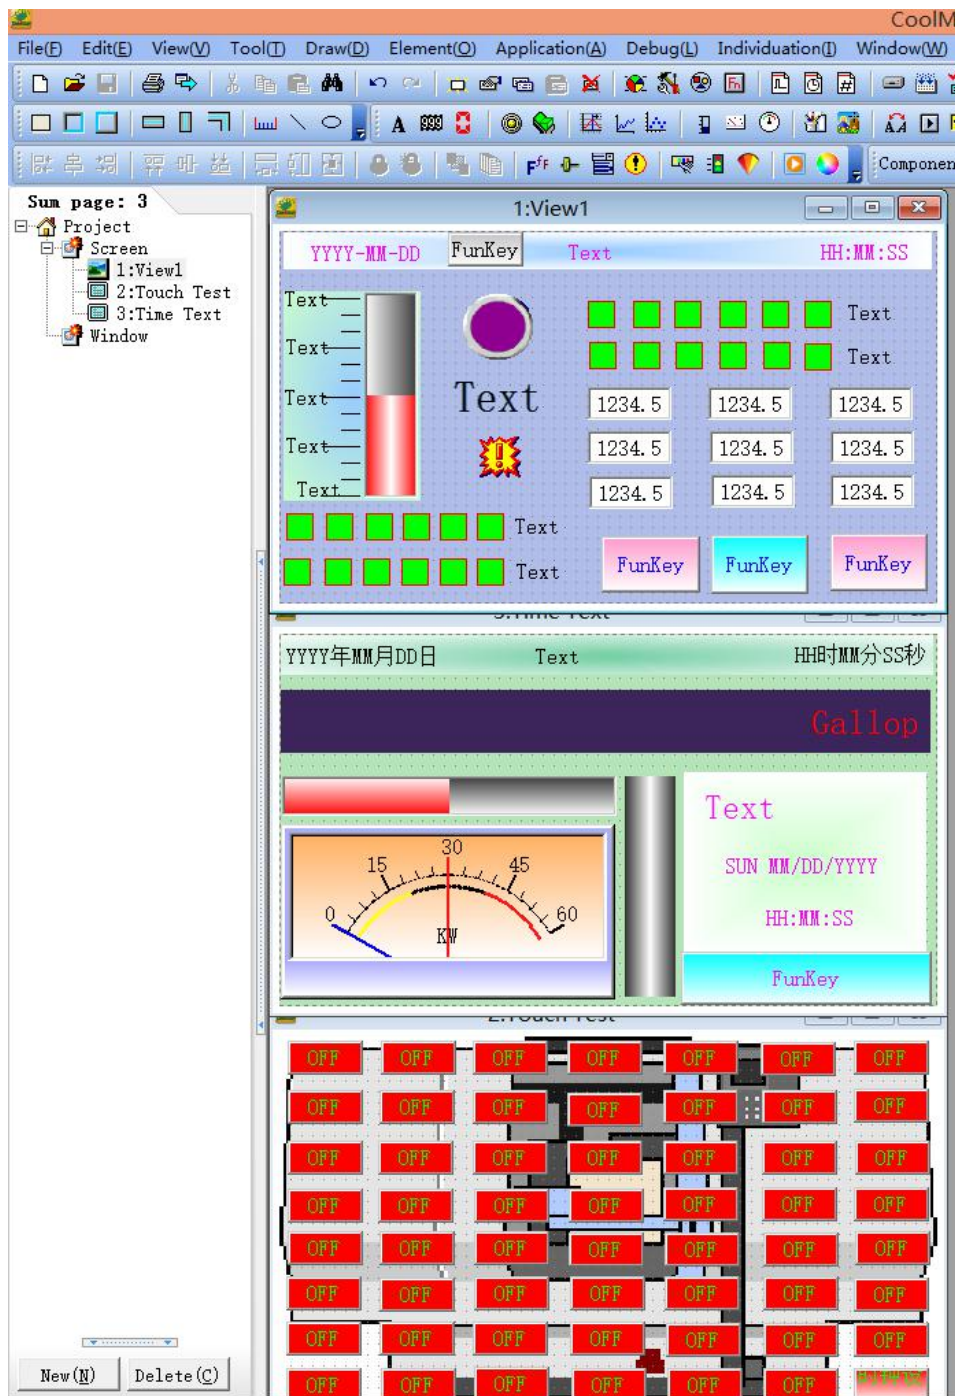 CoolM
File(F) Edit(E) View(V) Tool(T) Draw(D) Element(O) Application(A) Debug(L) Individuation(I) Window(W)
Componen
Sum page: 3
Project
Screen
1:View1
2:Touch Test
3:Time Text
Window
New(N) Delete(C)
1:View1
YYYY-MM-DD FunKey Text HH:MM:SS
Text
Text
Text
Text
Text
Text
Text
Text
1234.5 1234.5 1234.5
1234.5 1234.5 1234.5
1234.5 1234.5 1234.5
Text
Text
FunKey FunKey FunKey
3:Time Text
YYYY年MM月DD日 Text HH时MM分SS秒
Gallop
0 15 30 45 60
KW
Text
SUN MM/DD/YYYY
HH:MM:SS
FunKey
2:Touch Test
OFF OFF OFF OFF OFF OFF OFF
OFF OFF OFF OFF OFF OFF OFF
OFF OFF OFF OFF OFF OFF OFF
OFF OFF OFF OFF OFF OFF OFF
OFF OFF OFF OFF OFF OFF OFF
OFF OFF OFF OFF OFF OFF OFF
OFF OFF OFF OFF OFF OFF OFF
OFF OFF OFF OFF OFF OFF